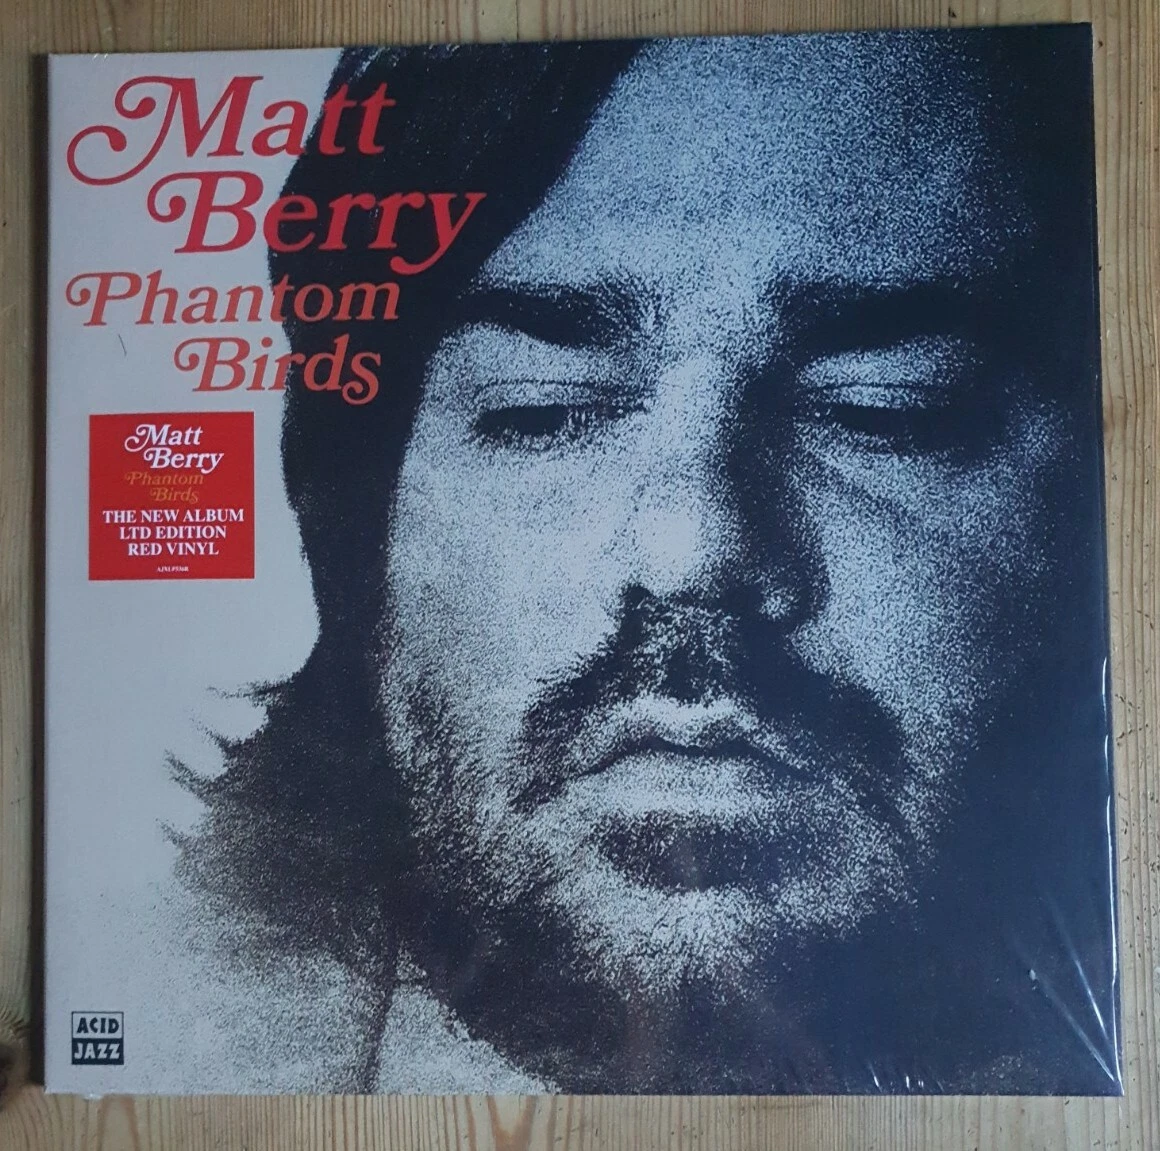 Matt
Berry
Phantom
Birds
Matt
Berry
Phantom
Birds
THE NEW ALBUM
LTD EDITION
RED VINYL
ACID
JAZZ